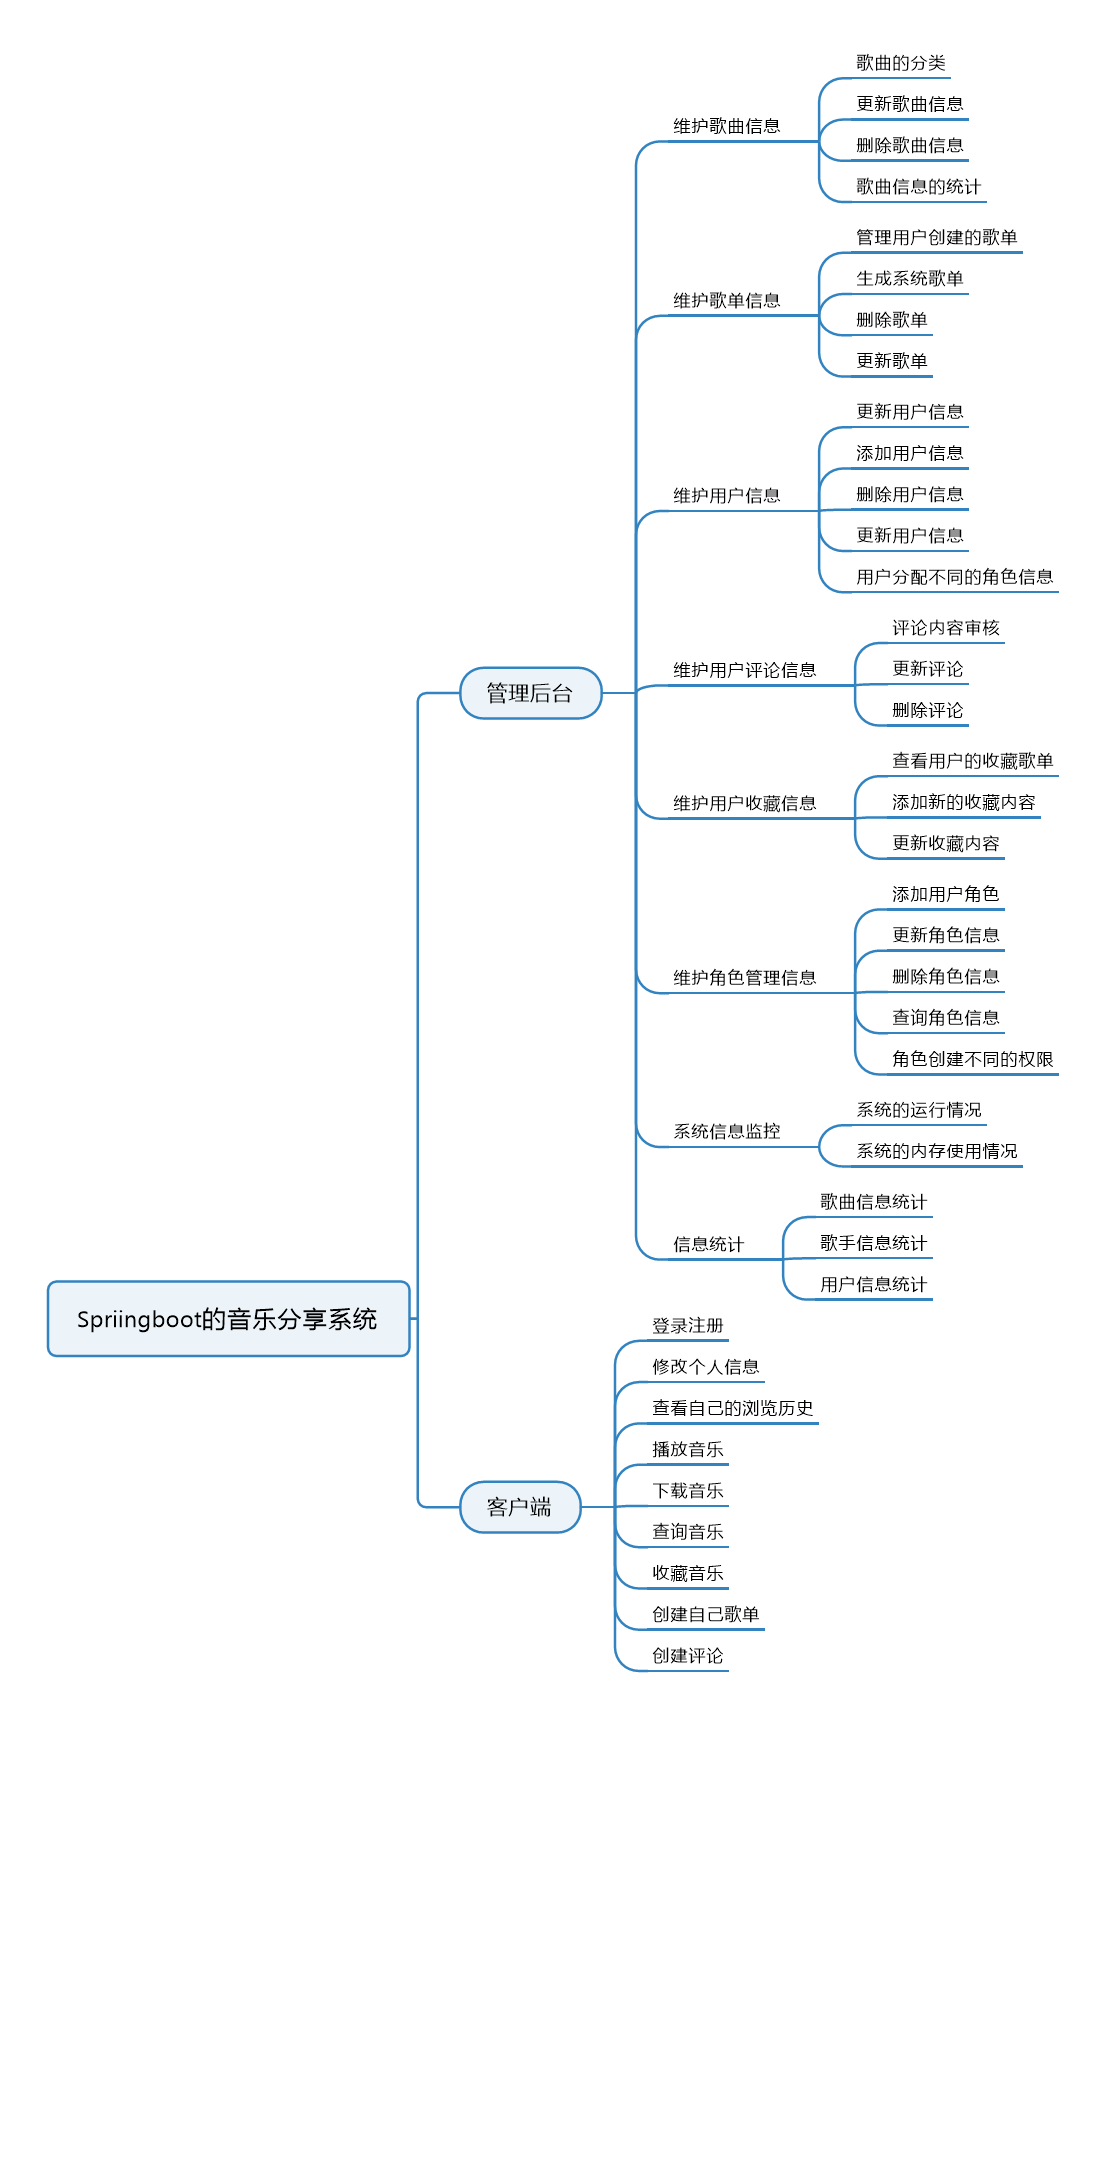 歌曲的分类
更新歌曲信息
维护歌曲信息
删除歌曲信息
歌曲信息的统计
管理用户创建的歌单
生成系统歌单
维护歌单信息
删除歌单
更新歌单
更新用户信息
添加用户信息
维护用户信息
删除用户信息
更新用户信息
用户分配不同的角色信息
评论内容审核
维护用户评论信息
更新评论
管理后台
删除评论
查看用户的收藏歌单
维护用户收藏信息
添加新的收藏内容
更新收藏内容
添加用户角色
更新角色信息
维护角色管理信息
删除角色信息
查询角色信息
角色创建不同的权限
系统的运行情况
系统信息监控
系统的内存使用情况
歌曲信息统计
信息统计
歌手信息统计
用户信息统计
Spriingboot的音乐分享系统
登录注册
修改个人信息
查看自己的浏览历史
播放音乐
下载音乐
客户端
查询音乐
收藏音乐
创建自己歌单
创建评论